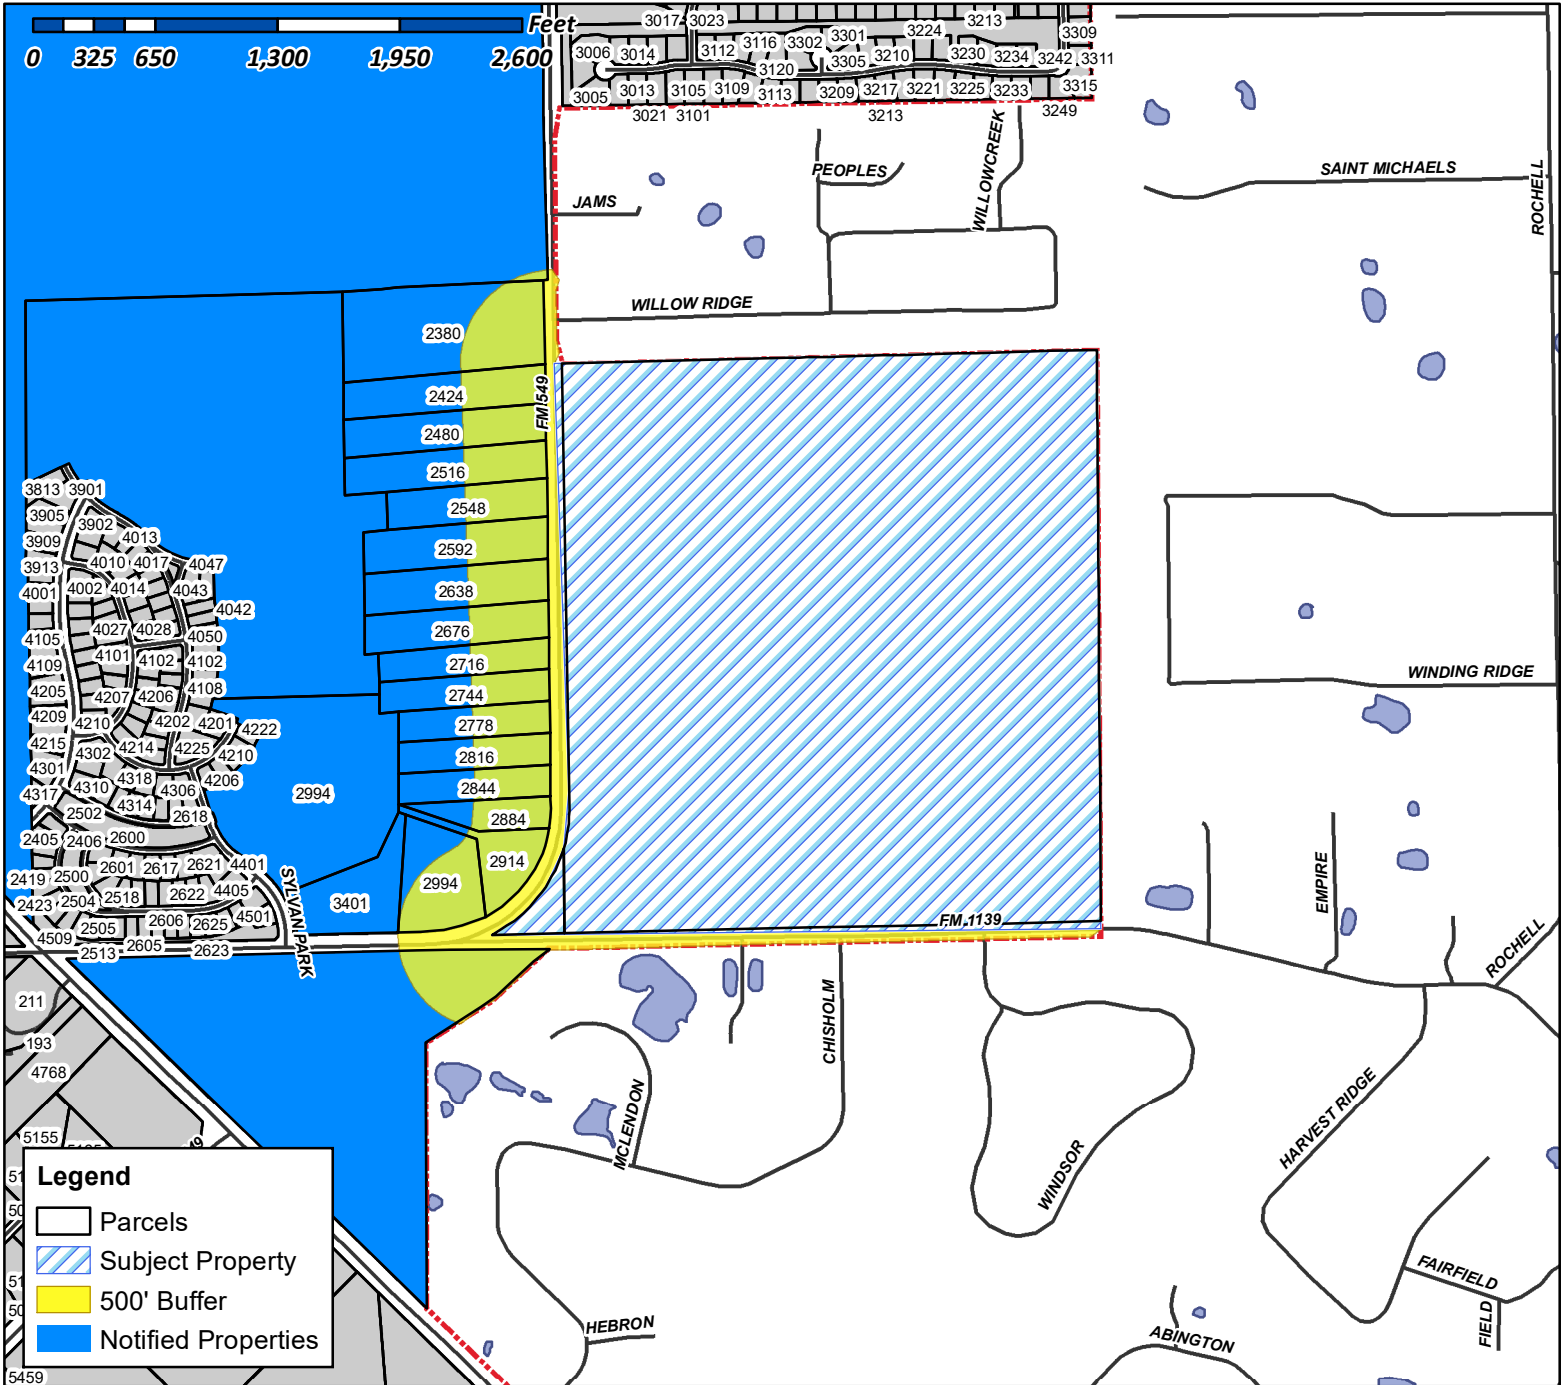 Feet
0 325 650 1,300 1,950 2,600
3017 3023 3213
3309
3006 3014 3112 3116 3302 3301 3224
3120 3305 3210 3230 3234 3242 3311
3005 3013 3105 3109 3113 3209 3217 3221 3225 3233 3315
3021 3101 3213 3249
PEOPLES
WILLOWCREEK
SAINT MICHAELS
ROCHELL
JAMS
WILLOW RIDGE
2380
FM 549
2424
2480
2516
2548
2592
2638
2676
2716
2744
2778
2816
2844
2884
2914
2994
2994
3401
3813 3901
3905 3902
3909 4013
3913 4010 4017 4047
4001 4002 4014 4043
4042
4027 4028 4050
4105 4101 4102 4102
4109
4205 4207 4206 4108
4209 4210 4202 4201 4222
4215 4302 4214 4225 4210
4301 4318 4206
4317 4310 4314 4306
2502 2618
2405 2406 2600
2419 2500 2601 2617 2621 4401
2423 2504 2518 2622 4405
2505 2606 2625 4501
4509 2513 2605 2623
SYLVAN PARK
WINDING RIDGE
EMPIRE
FM 1139
ROCHELL
CHISHOLM
MCLENDON
WINDSOR
HARVEST RIDGE
FAIRFIELD
FIELD
HEBRON
ABINGTON
211
193
4768
5155
5459
Legend
Parcels
Subject Property
500' Buffer
Notified Properties